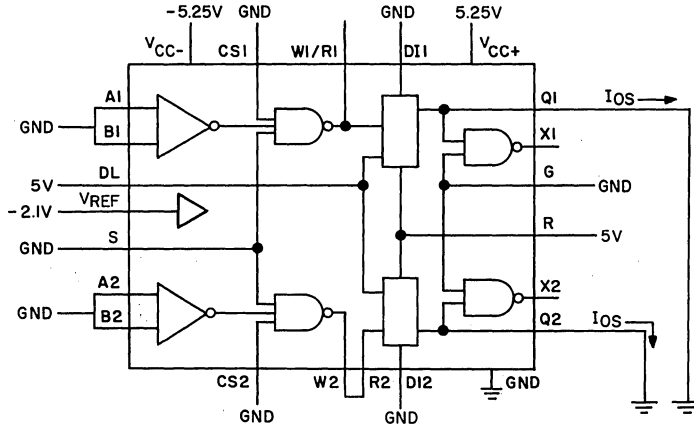 -5.25V GND GND 5.25V
VCC- CS1 W1/R1 DI1 VCC+
A1 Q1 IOS
GND B1 X1
DL G
5V GND
-2.1V VREF R
GND S 5V
A2 X2
GND B2 Q2 IOS
CS2 W2 R2 DI2 GND
GND GND